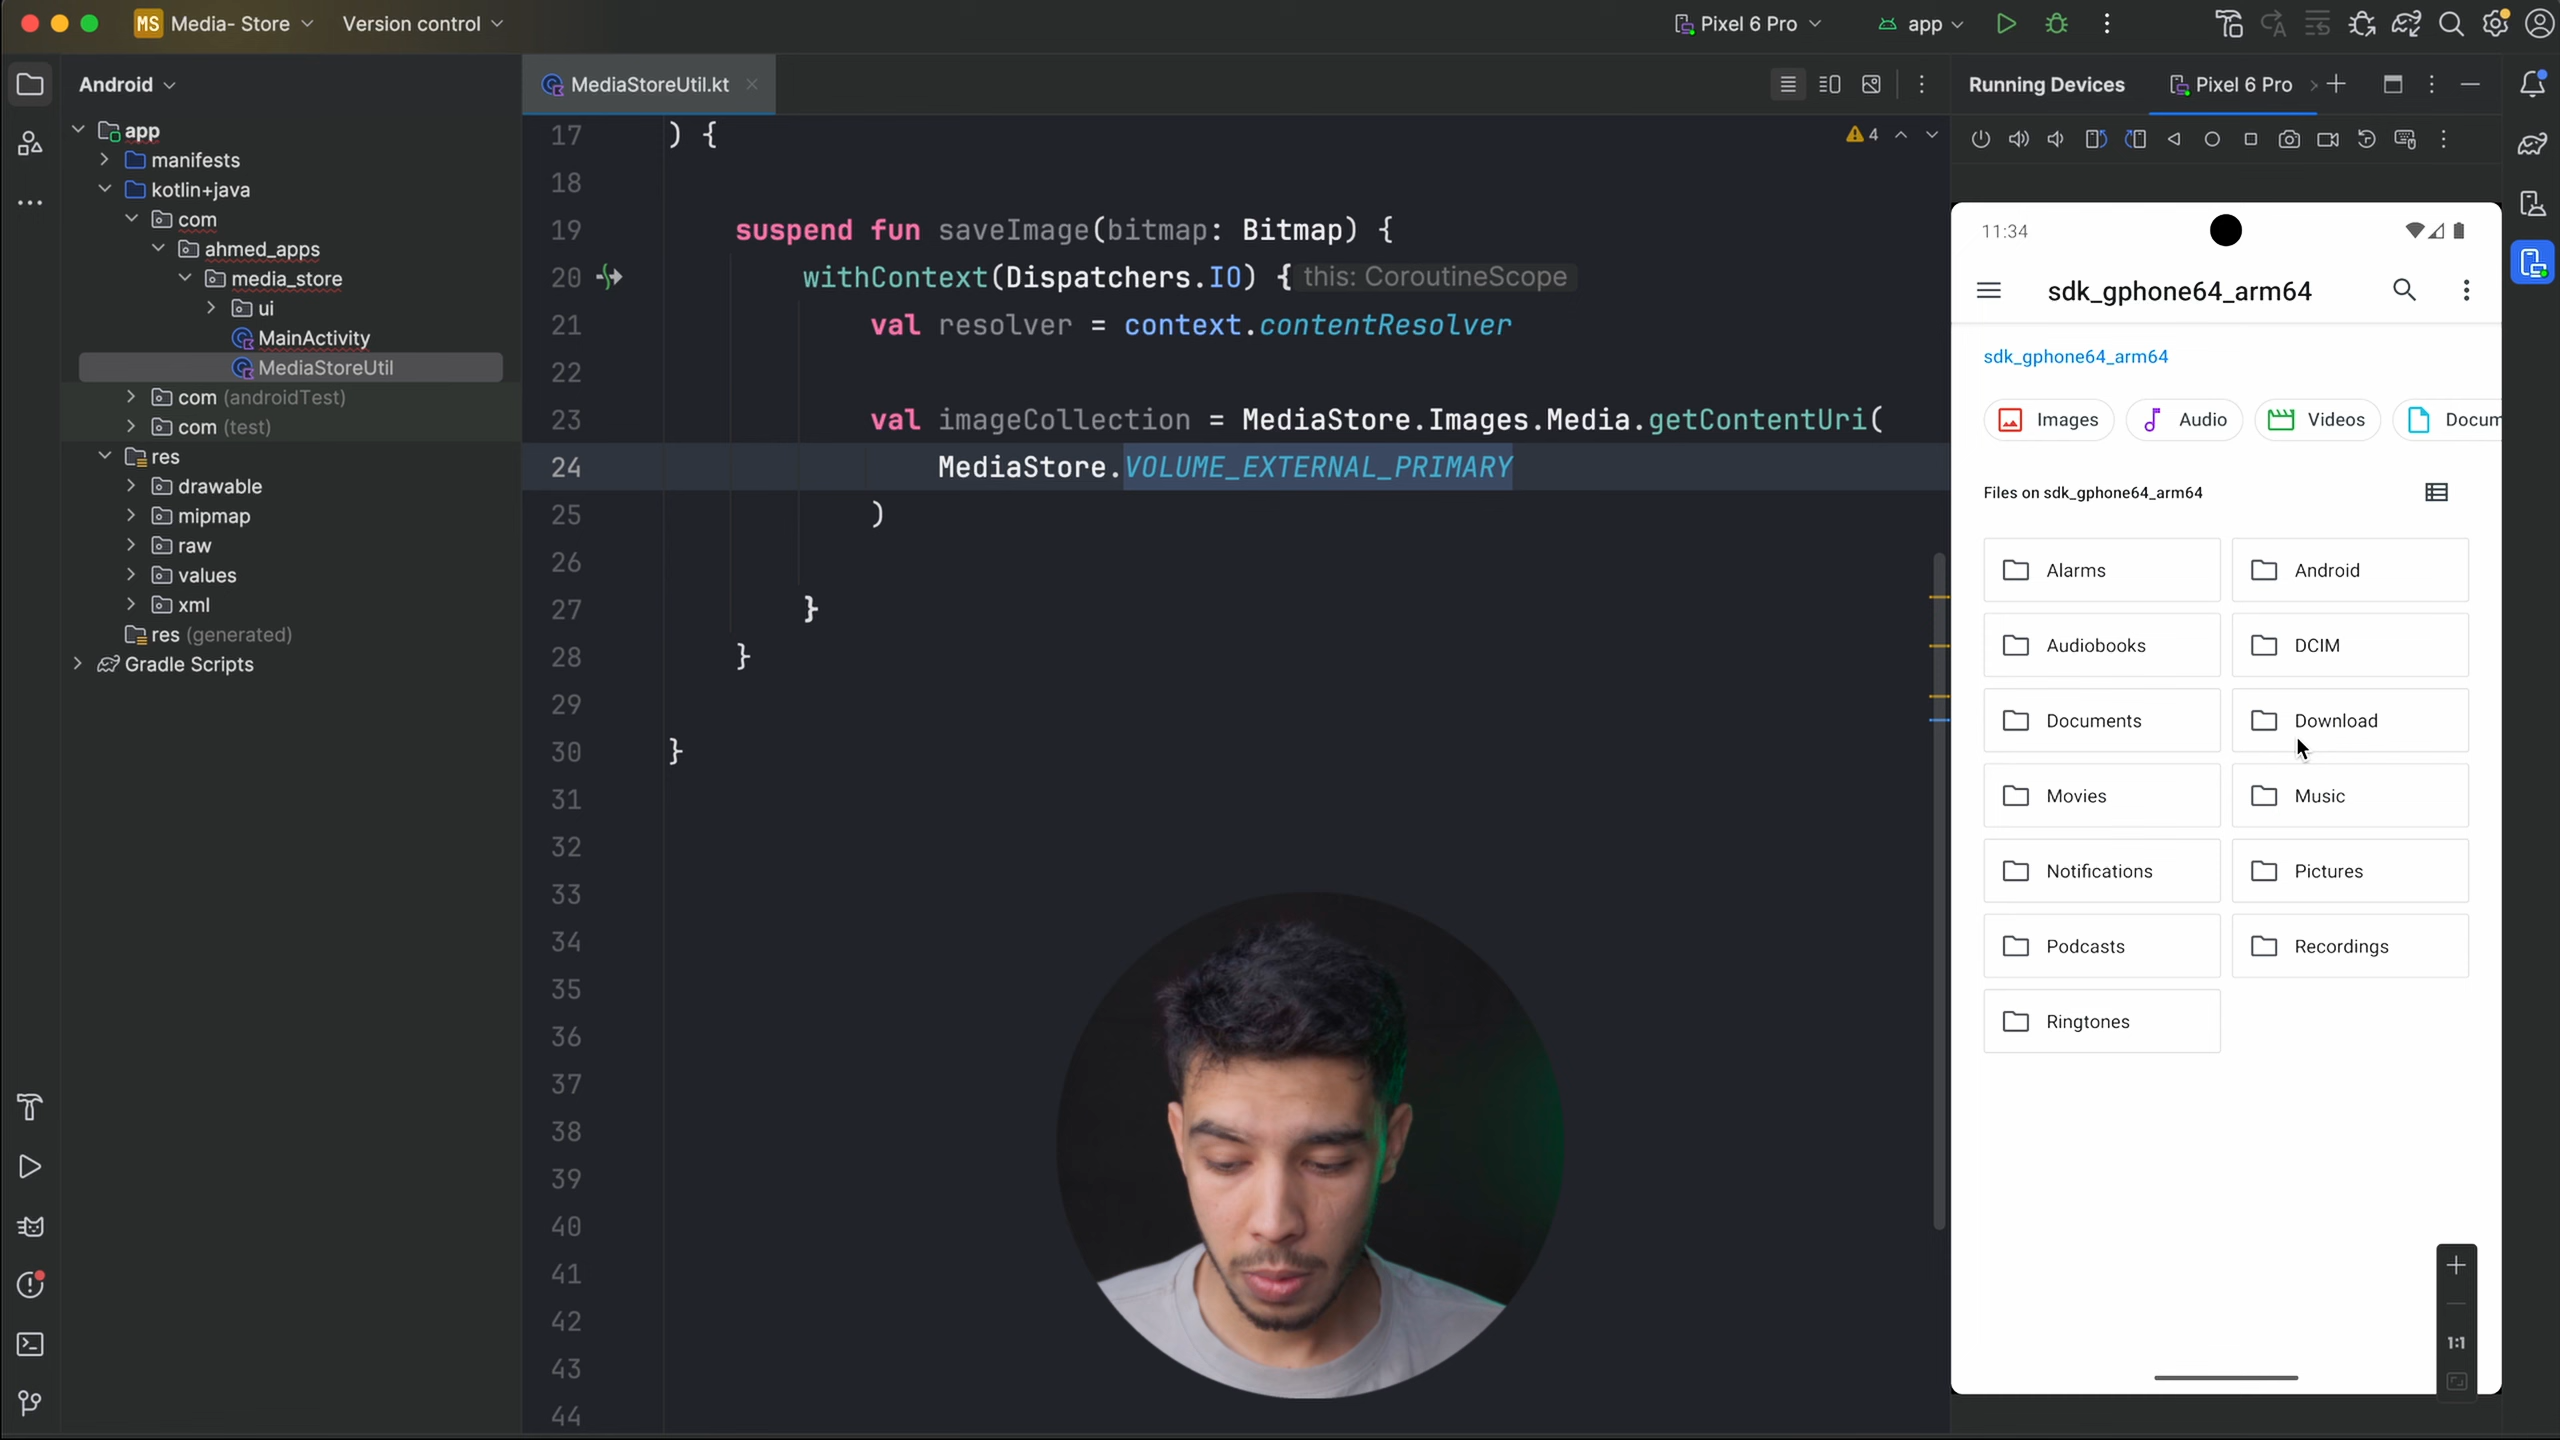 MS Media- Store Version control Pixel 6 Pro app
Android
app
manifests
kotlin+java
com
ahmed_apps
media_store
ui
MainActivity
MediaStoreUtil
com (androidTest)
com (test)
res
drawable
mipmap
raw
values
xml
res (generated)
Gradle Scripts
MediaStoreUtil.kt
4
17 ) {
18
19 suspend fun saveImage(bitmap: Bitmap) {
20 withContext(Dispatchers.IO) { this: CoroutineScope
21 val resolver = context.contentResolver
22
23 val imageCollection = MediaStore.Images.Media.getContentUri(
24 MediaStore.VOLUME_EXTERNAL_PRIMARY
25 )
26
27 }
28 }
29
30 }
31
32
33
34
35
36
37
38
39
40
41
42
43
44
Running Devices Pixel 6 Pro
11:34
sdk_gphone64_arm64
sdk_gphone64_arm64
Images Audio Videos Docum
Files on sdk_gphone64_arm64
Alarms Android
Audiobooks DCIM
Documents Download
Movies Music
Notifications Pictures
Podcasts Recordings
Ringtones
1:1